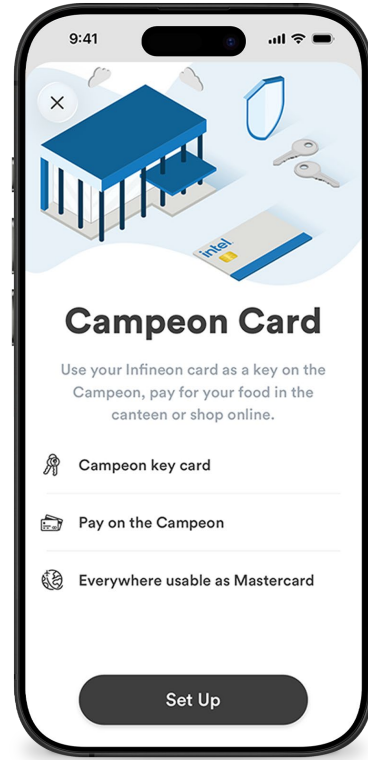 9:41
intel
Campeon Card
Use your Infineon card as a key on the
Campeon, pay for your food in the
canteen or shop online.
Campeon key card
Pay on the Campeon
Everywhere usable as Mastercard
Set Up